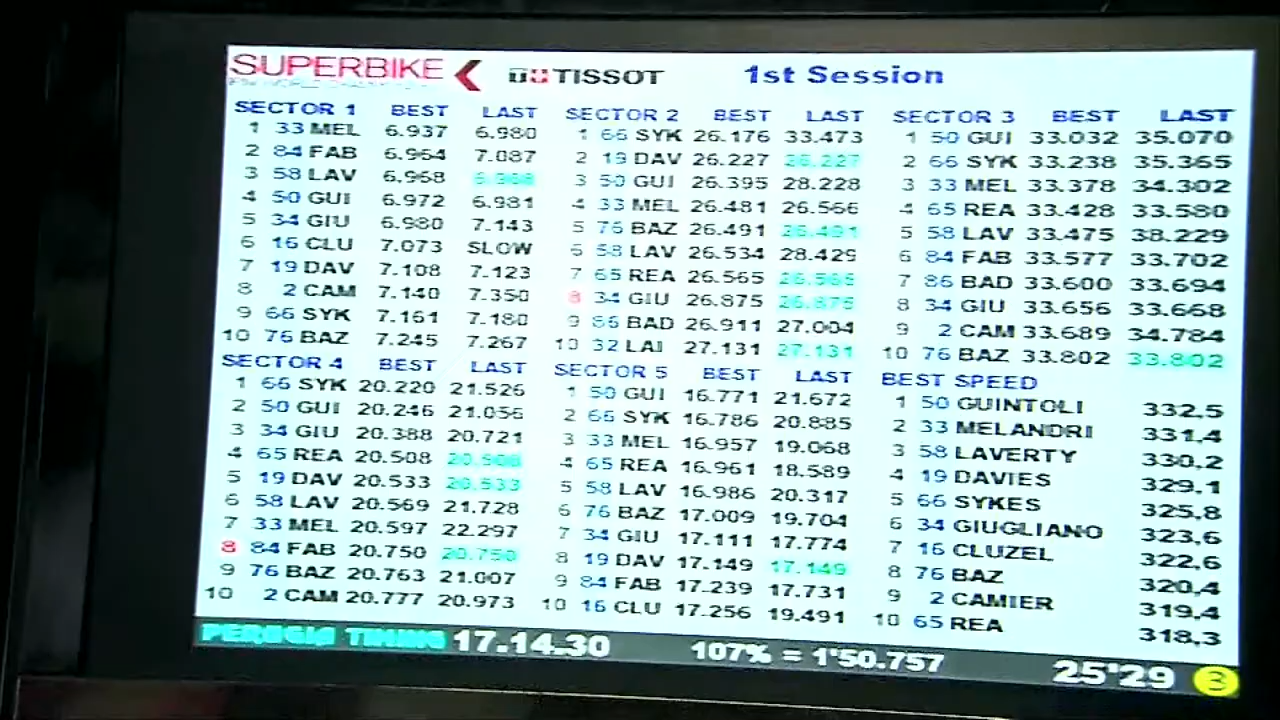 SUPERBIKE TISSOT 1st Session
SECTOR 1 BEST LAST
1 33 MEL 6.937 6.980
2 84 FAB 6.964 7.087
3 58 LAV 6.968 6.968
4 50 GUI 6.972 6.981
5 34 GIU 6.980 7.143
6 16 CLU 7.073 SLOW
7 19 DAV 7.108 7.123
8 2 CAM 7.140 7.350
9 66 SYK 7.161 7.180
10 76 BAZ 7.245 7.267
SECTOR 2 BEST LAST
1 66 SYK 26.176 33.473
2 19 DAV 26.227 26.227
3 50 GUI 26.395 28.228
4 33 MEL 26.481 26.566
5 76 BAZ 26.491 26.491
6 58 LAV 26.534 28.429
7 65 REA 26.565 26.565
8 34 GIU 26.875 26.875
9 86 BAD 26.911 27.004
10 32 LAI 27.131 27.131
SECTOR 3 BEST LAST
1 50 GUI 33.032 35.070
2 66 SYK 33.238 35.365
3 33 MEL 33.378 34.302
4 65 REA 33.428 33.580
5 58 LAV 33.475 38.229
6 84 FAB 33.577 33.702
7 86 BAD 33.600 33.694
8 34 GIU 33.656 33.668
9 2 CAM 33.689 34.784
10 76 BAZ 33.802 33.802
SECTOR 4 BEST LAST
1 66 SYK 20.220 21.526
2 50 GUI 20.246 21.056
3 34 GIU 20.388 20.721
4 65 REA 20.508 20.508
5 19 DAV 20.533 20.533
6 58 LAV 20.569 21.728
7 33 MEL 20.597 22.297
8 84 FAB 20.750 20.750
9 76 BAZ 20.763 21.007
10 2 CAM 20.777 20.973
SECTOR 5 BEST LAST
1 50 GUI 16.771 21.672
2 66 SYK 16.786 20.885
3 33 MEL 16.957 19.068
4 65 REA 16.961 18.589
5 58 LAV 16.986 20.317
6 76 BAZ 17.009 19.704
7 34 GIU 17.111 17.774
8 19 DAV 17.149 17.149
9 84 FAB 17.239 17.731
10 16 CLU 17.256 19.491
BEST SPEED
1 50 GUINTOLI 332,5
2 33 MELANDRI 331,4
3 58 LAVERTY 330,2
4 19 DAVIES 329,1
5 66 SYKES 325,8
6 34 GIUGLIANO 323,6
7 16 CLUZEL 322,6
8 76 BAZ 320,4
9 2 CAMIER 319,4
10 65 REA 318,3
PERUGIA TIMING 17.14.30 107% = 1'50.757 25'29 3